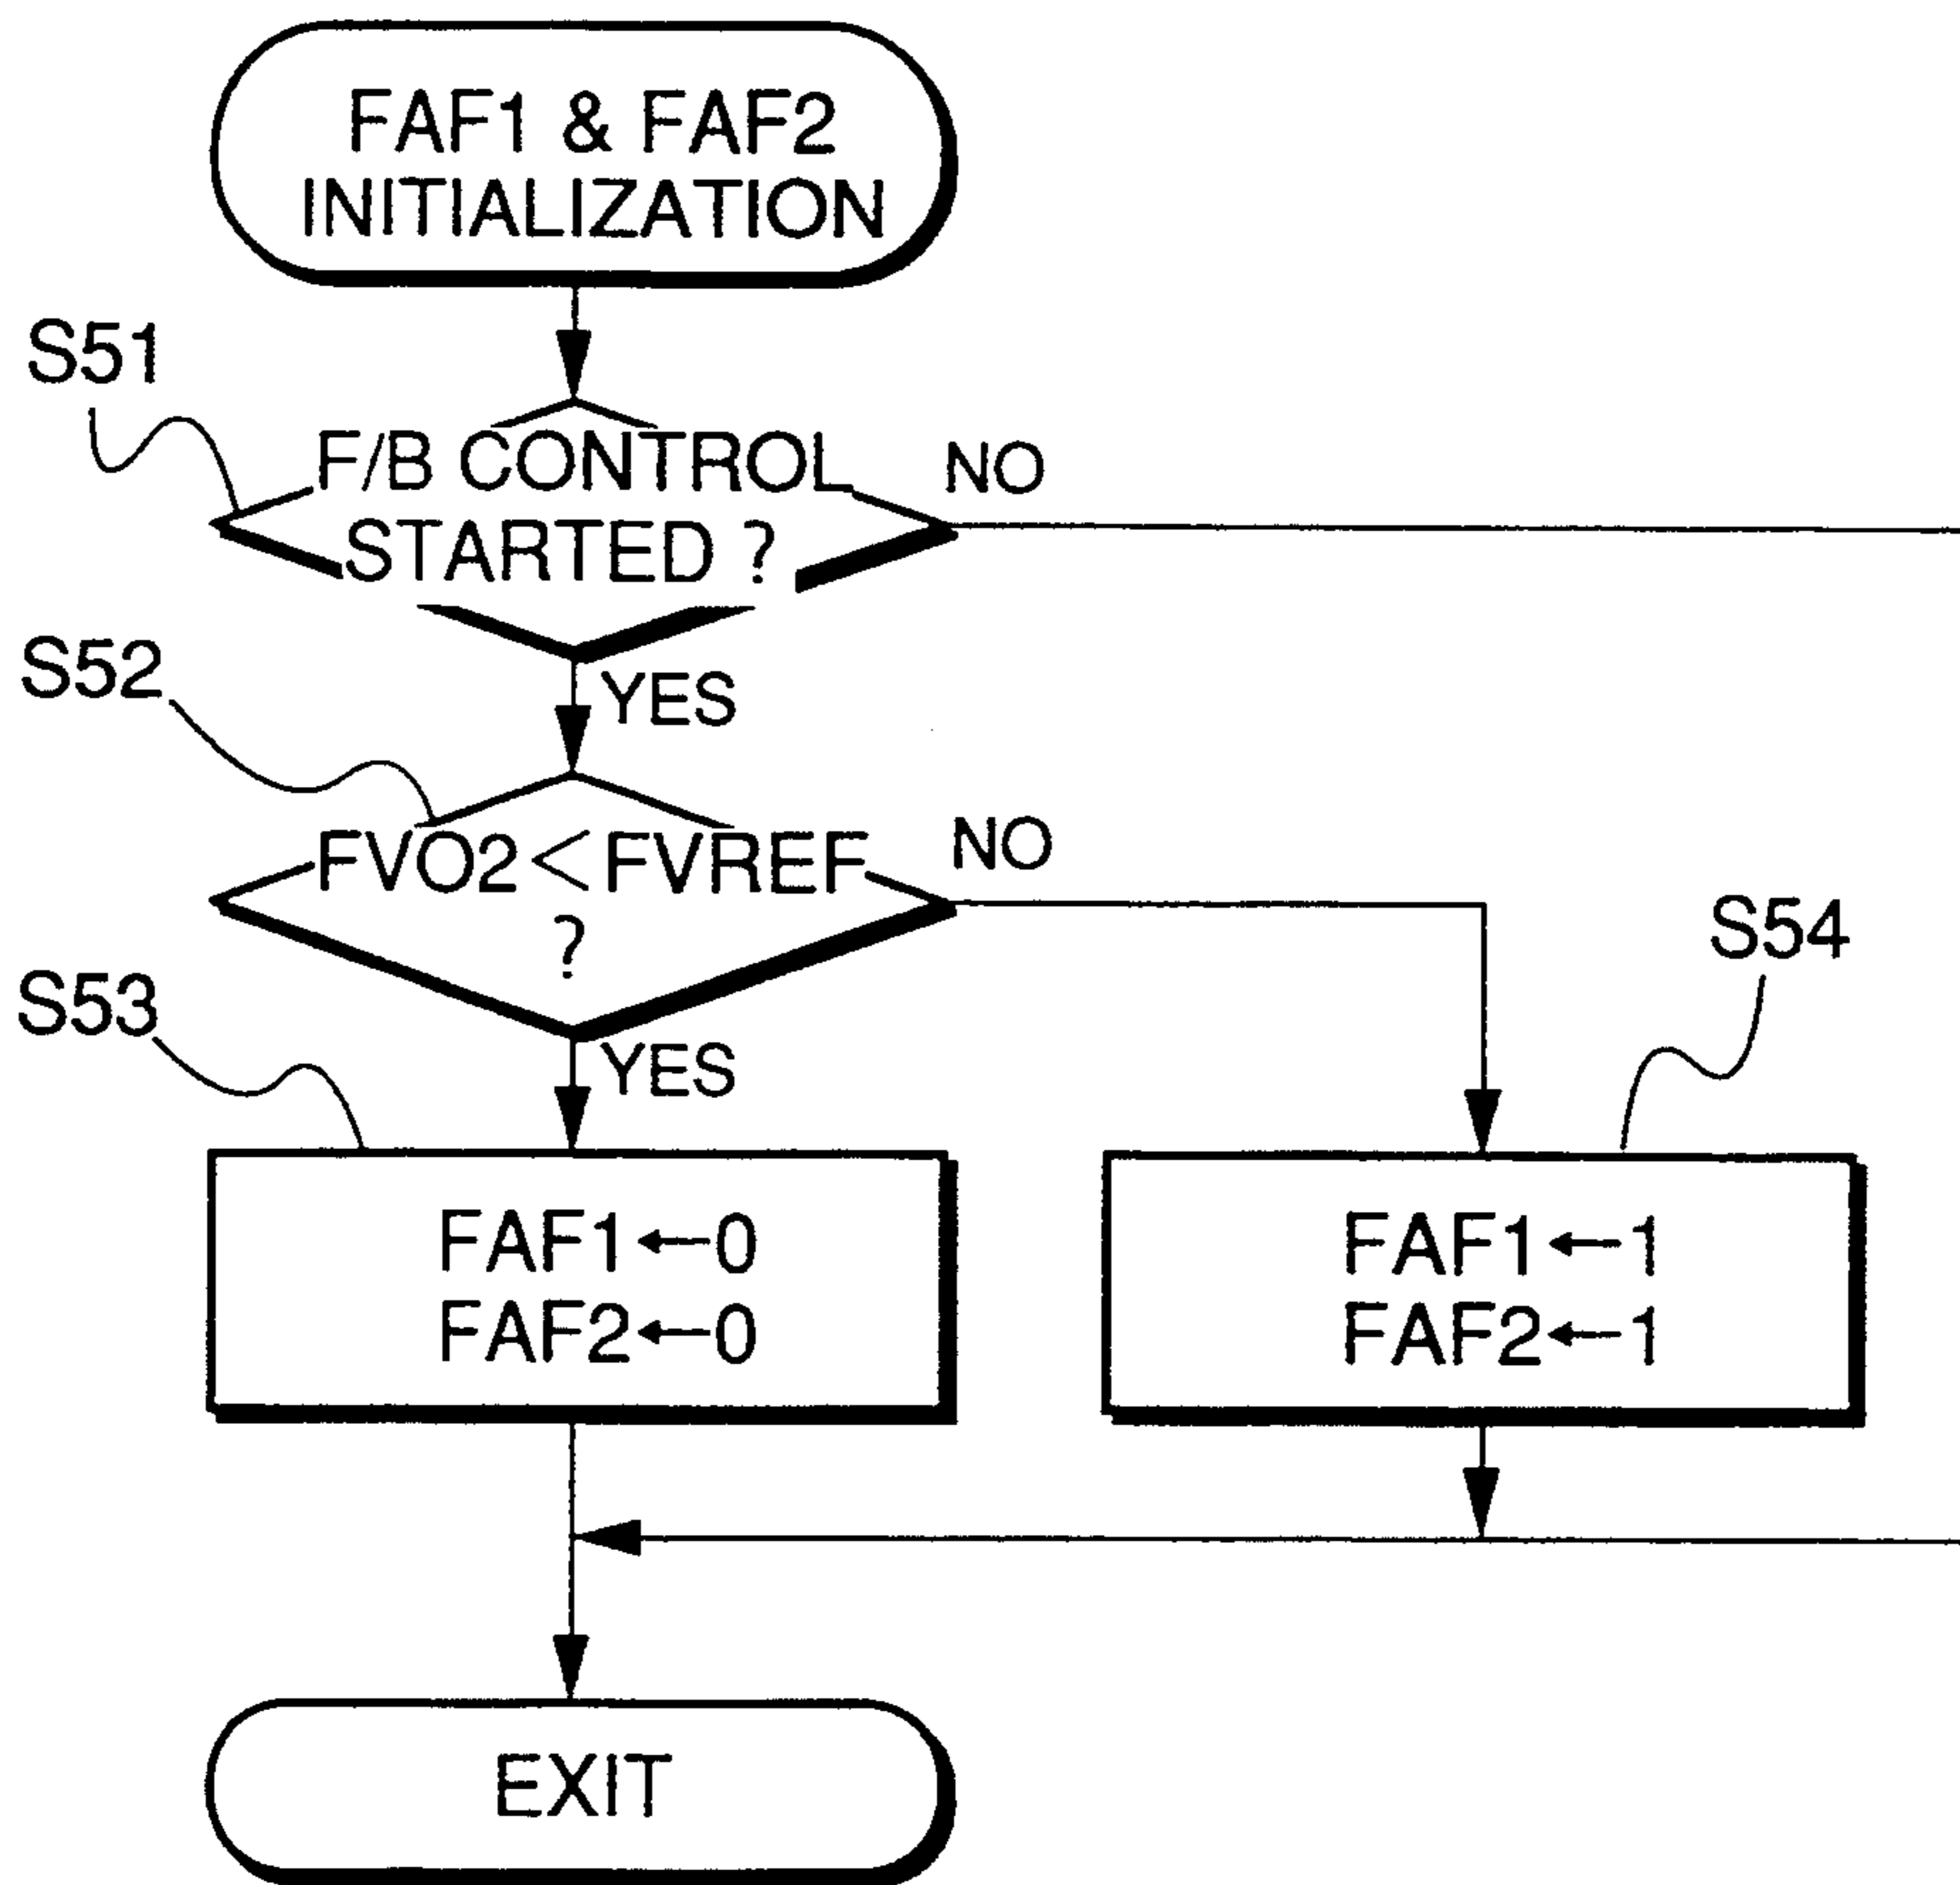 FAF1 & FAF2
INITIALIZATION
S51
F/B CONTROL
STARTED ?
NO
YES
S52
FVO2<FVREF
?
NO
YES
S53
FAF1←0
FAF2←0
S54
FAF1←1
FAF2←1
EXIT